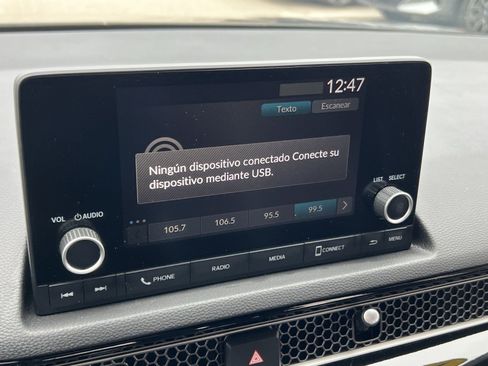 12:47
Texto Escanear
Ningún dispositivo conectado Conecte su
dispositivo mediante USB.
105.7 106.5 95.5 99.5
VOL AUDIO
LIST SELECT
PHONE RADIO MEDIA CONNECT MENU